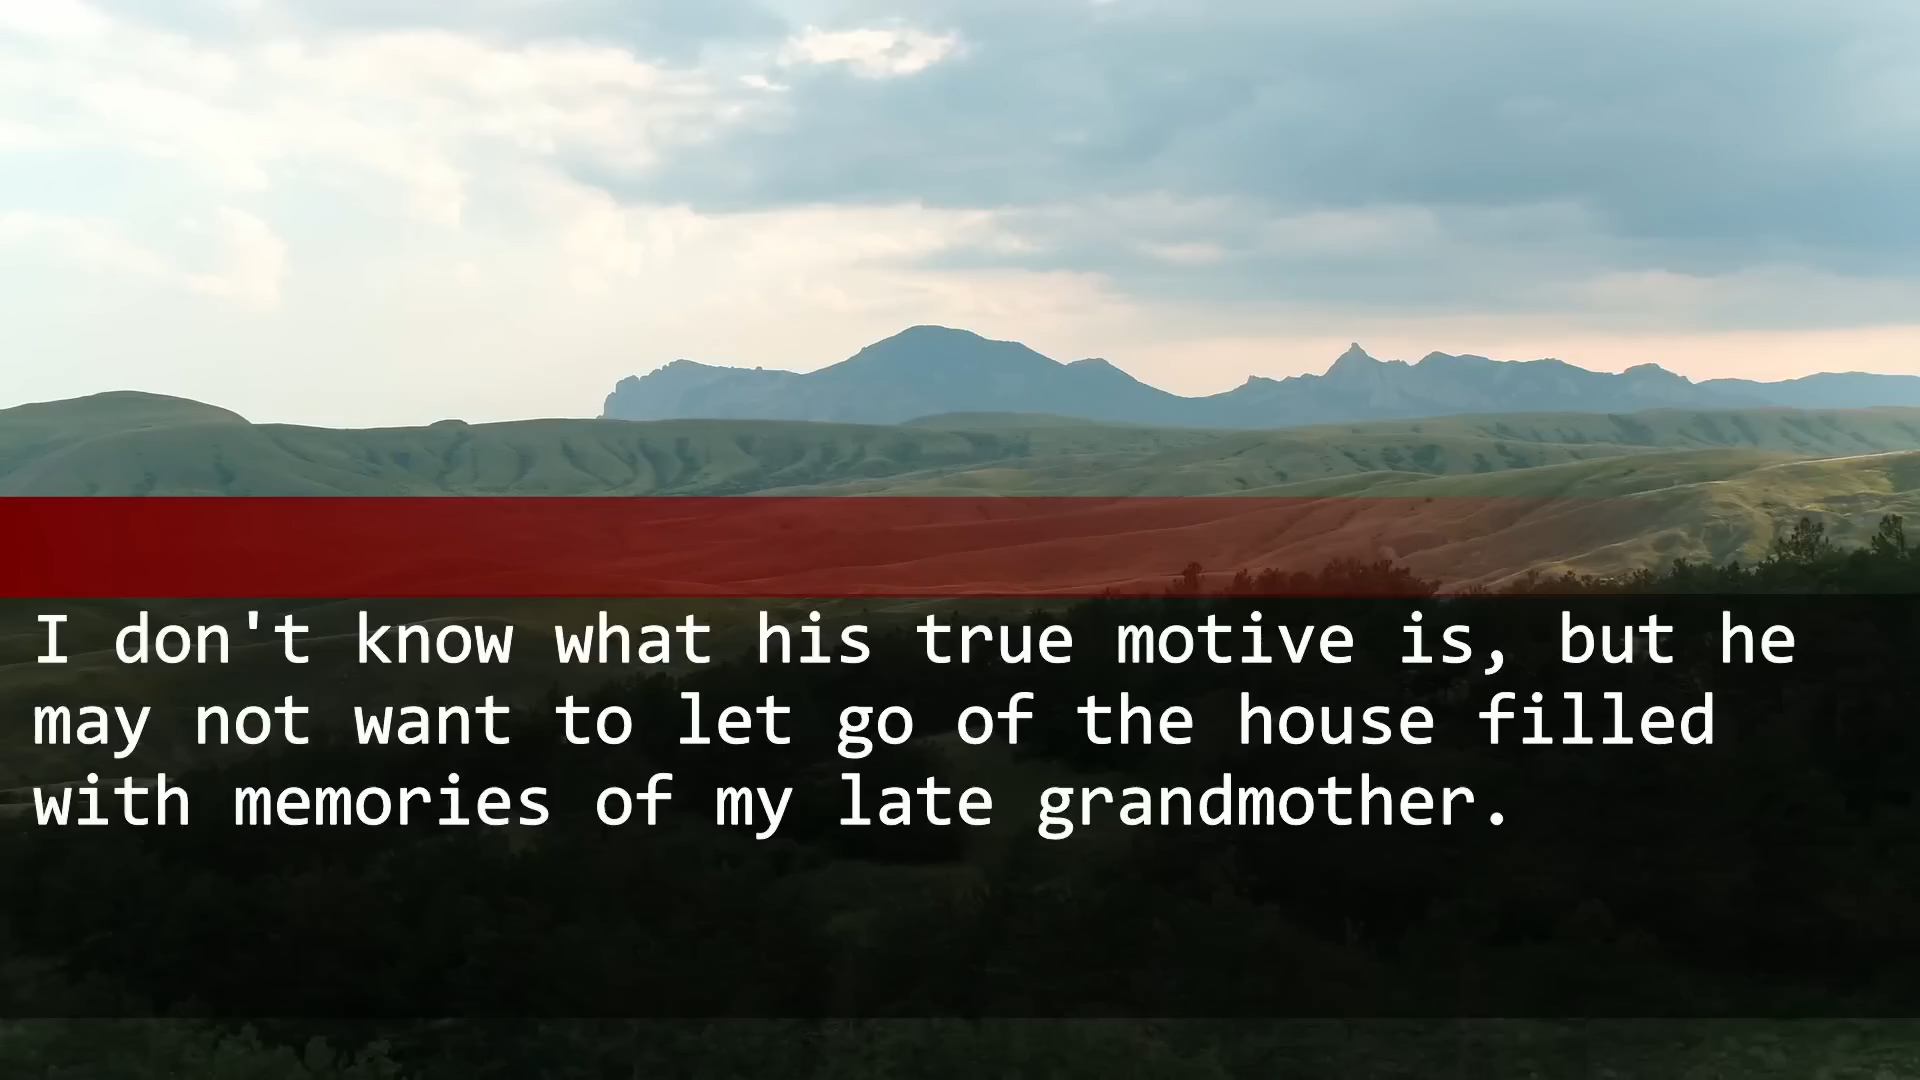 I don't know what his true motive is, but he
may not want to let go of the house filled
with memories of my late grandmother.